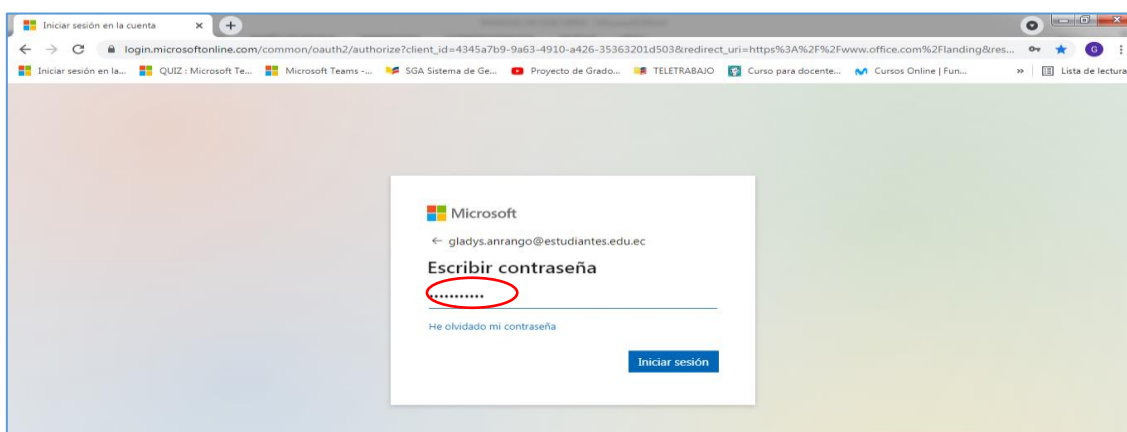 Iniciar sesión en la cuenta
login.microsoftonline.com/common/oauth2/authorize?client_id=4345a7b9-9a63-4910-a426-35363201d503&redirect_uri=https%3A%2F%2Fwww.office.com%2Flanding&res...
G
Iniciar sesión en la... QUIZ : Microsoft Te... Microsoft Teams -... SGA Sistema de Ge... Proyecto de Grado... TELETRABAJO Curso para docente... Cursos Online | Fun... » Lista de lectura
Microsoft
← gladys.anrango@estudiantes.edu.ec
Escribir contraseña
•••••••••••
He olvidado mi contraseña
Iniciar sesión